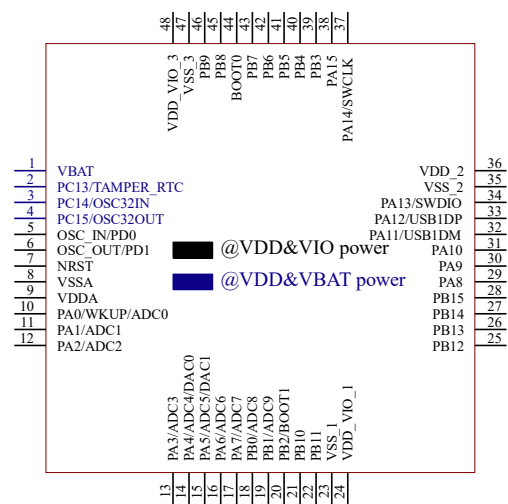 48 47 46 45 44 43 42 41 40 39 38 37
VDD_VIO_3
VSS_3
PB9
PB8
BOOT0
PB7
PB6
PB5
PB4
PB3
PA15
PA14/SWCLK
1 VBAT
2 PC13/TAMPER_RTC
3 PC14/OSC32IN
4 PC15/OSC32OUT
5 OSC_IN/PD0
6 OSC_OUT/PD1
7 NRST
8 VSSA
9 VDDA
10 PA0/WKUP/ADC0
11 PA1/ADC1
12 PA2/ADC2
@VDD&VIO power
@VDD&VBAT power
VDD_2 36
VSS_2 35
PA13/SWDIO 34
PA12/USB1DP 33
PA11/USB1DM 32
PA10 31
PA9 30
PA8 29
PB15 28
PB14 27
PB13 26
PB12 25
PA3/ADC3
PA4/ADC4/DAC0
PA5/ADC5/DAC1
PA6/ADC6
PA7/ADC7
PB0/ADC8
PB1/ADC9
PB2/BOOT1
PB10
PB11
VSS_1
VDD_VIO_1
13 14 15 16 17 18 19 20 21 22 23 24